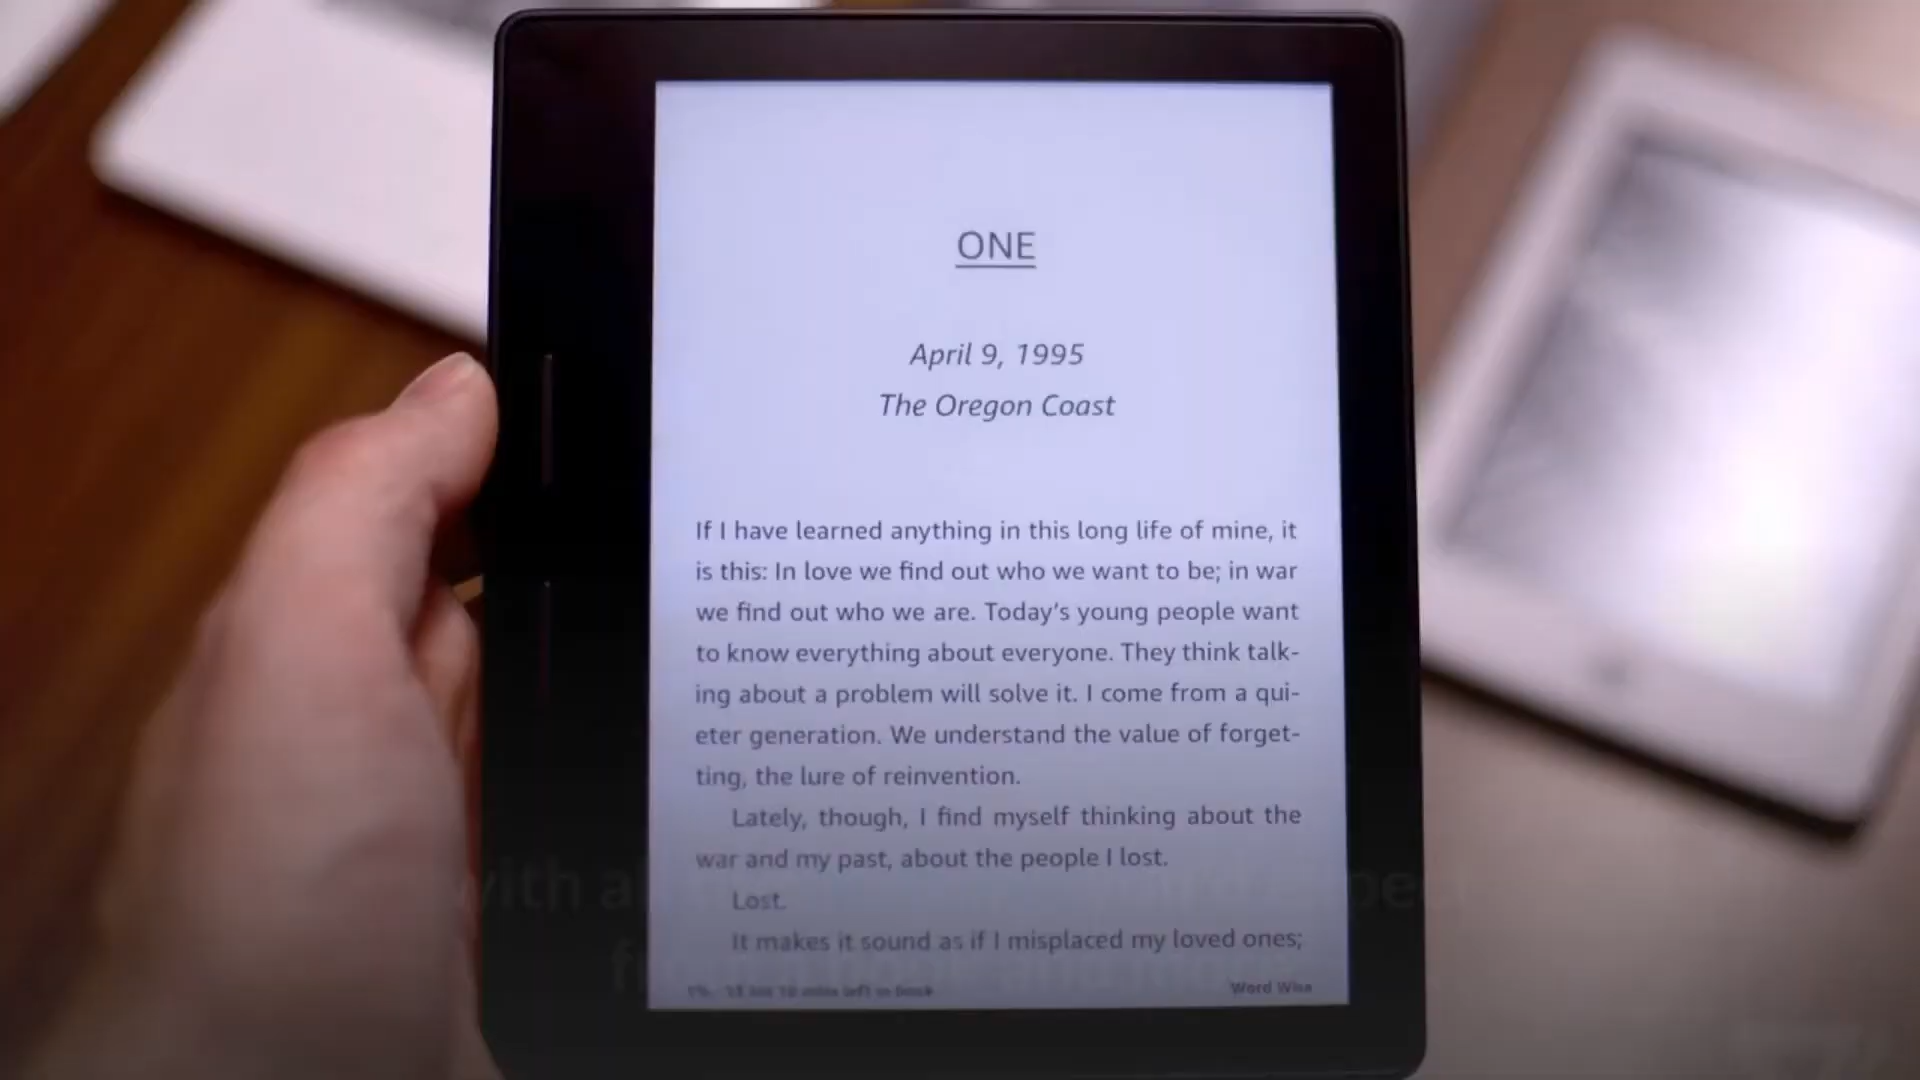 ONE
April 9, 1995
The Oregon Coast
If I have learned anything in this long life of mine, it
is this: In love we find out who we want to be; in war
we find out who we are. Today's young people want
to know everything about everyone. They think talk-
ing about a problem will solve it. I come from a qui-
eter generation. We understand the value of forget-
ting, the lure of reinvention.
Lately, though, I find myself thinking about the
war and my past, about the people I lost.
Lost.
It makes it sound as if I misplaced my loved ones;
left in book
Word Wise
with